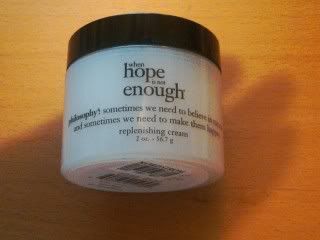 when
hope
is not
enough
philosophy: sometimes we need to believe in
and sometimes we need to make them happen
replenishing cream
2 oz. - 56.7 g